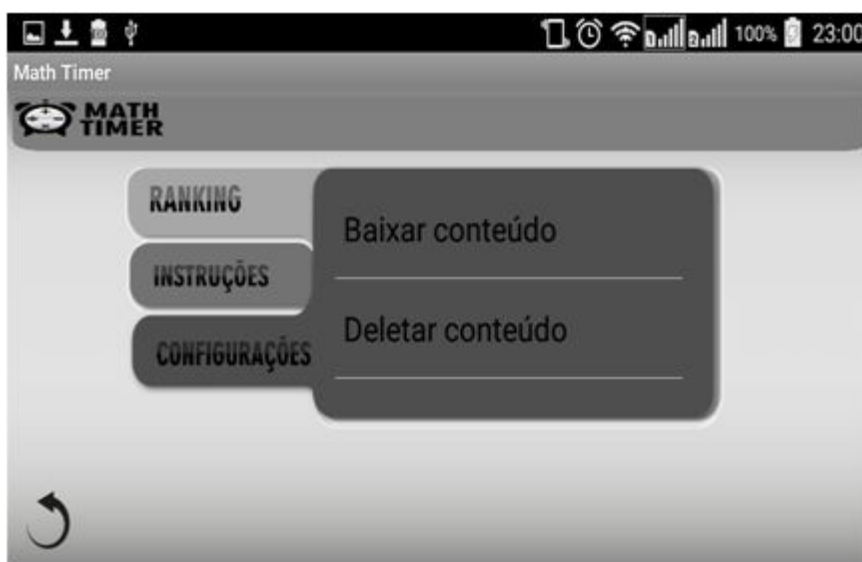 100% 23:00
Math Timer
MATH
TIMER
RANKING
INSTRUÇÕES
CONFIGURAÇÕES
Baixar conteúdo
Deletar conteúdo